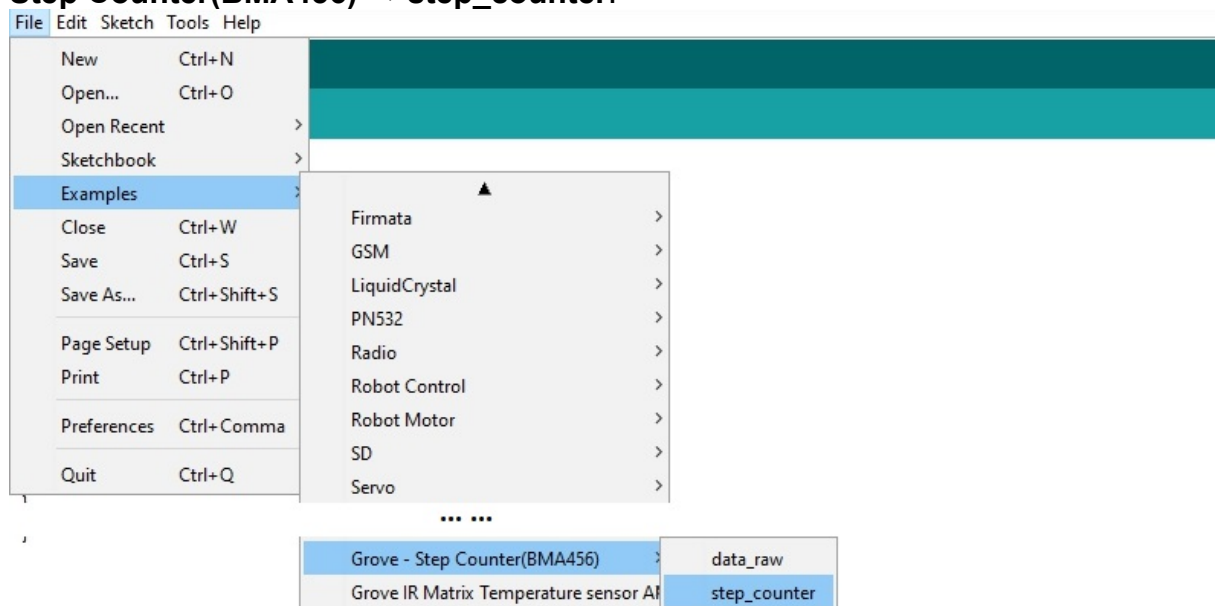 File Edit Sketch Tools Help
New Ctrl+N
Open... Ctrl+O
Open Recent >
Sketchbook >
Examples >
Close Ctrl+W
Save Ctrl+S
Save As... Ctrl+Shift+S
Page Setup Ctrl+Shift+P
Print Ctrl+P
Preferences Ctrl+Comma
Quit Ctrl+Q
▲
Firmata >
GSM >
LiquidCrystal >
PN532 >
Radio >
Robot Control >
Robot Motor >
SD >
Servo >
... ...
Grove - Step Counter(BMA456) >
Grove IR Matrix Temperature sensor
data_raw
step_counter